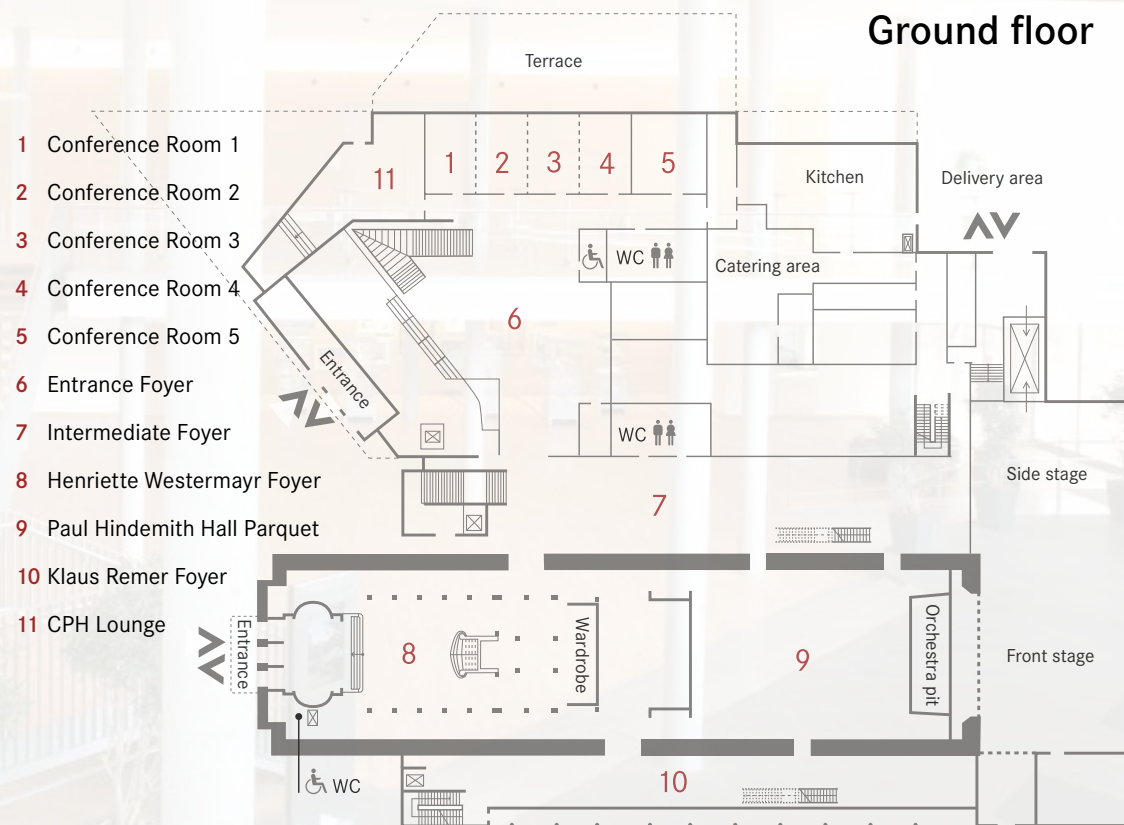 Ground floor
Terrace
1 Conference Room 1
2 Conference Room 2
3 Conference Room 3
4 Conference Room 4
5 Conference Room 5
6 Entrance Foyer
7 Intermediate Foyer
8 Henriette Westermayr Foyer
9 Paul Hindemith Hall Parquet
10 Klaus Remer Foyer
11 CPH Lounge
11
1
2
3
4
5
Kitchen
Delivery area
WC
Catering area
6
Entrance
WC
Side stage
7
Entrance
8
Wardrobe
9
Orchestra pit
Front stage
WC
10